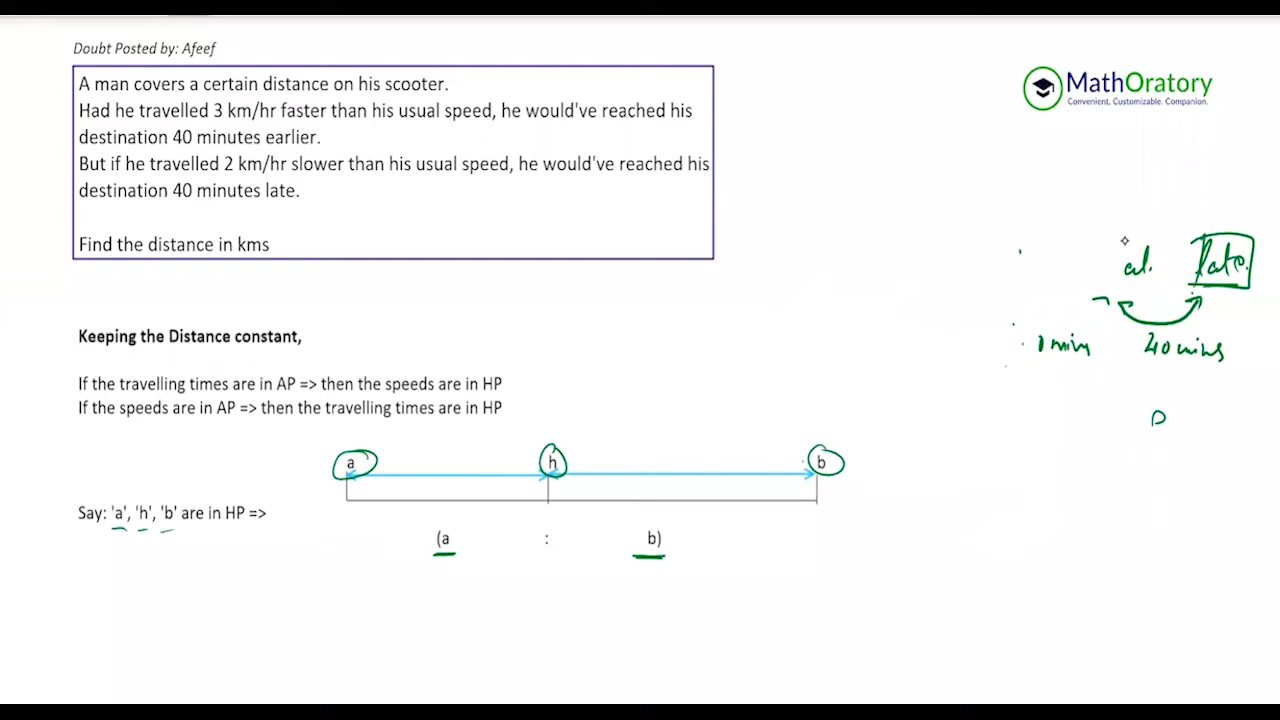 Doubt Posted by: Afeef
MathOratory
Convenient. Customizable. Companion.
A man covers a certain distance on his scooter.
Had he travelled 3 km/hr faster than his usual speed, he would've reached his
destination 40 minutes earlier.
But if he travelled 2 km/hr slower than his usual speed, he would've reached his
destination 40 minutes late.
Find the distance in kms
late.
Keeping the Distance constant,
40 mins
If the travelling times are in AP => then the speeds are in HP
If the speeds are in AP => then the travelling times are in HP
a h b
Say: 'a', 'h', 'b' are in HP =>
(a : b)